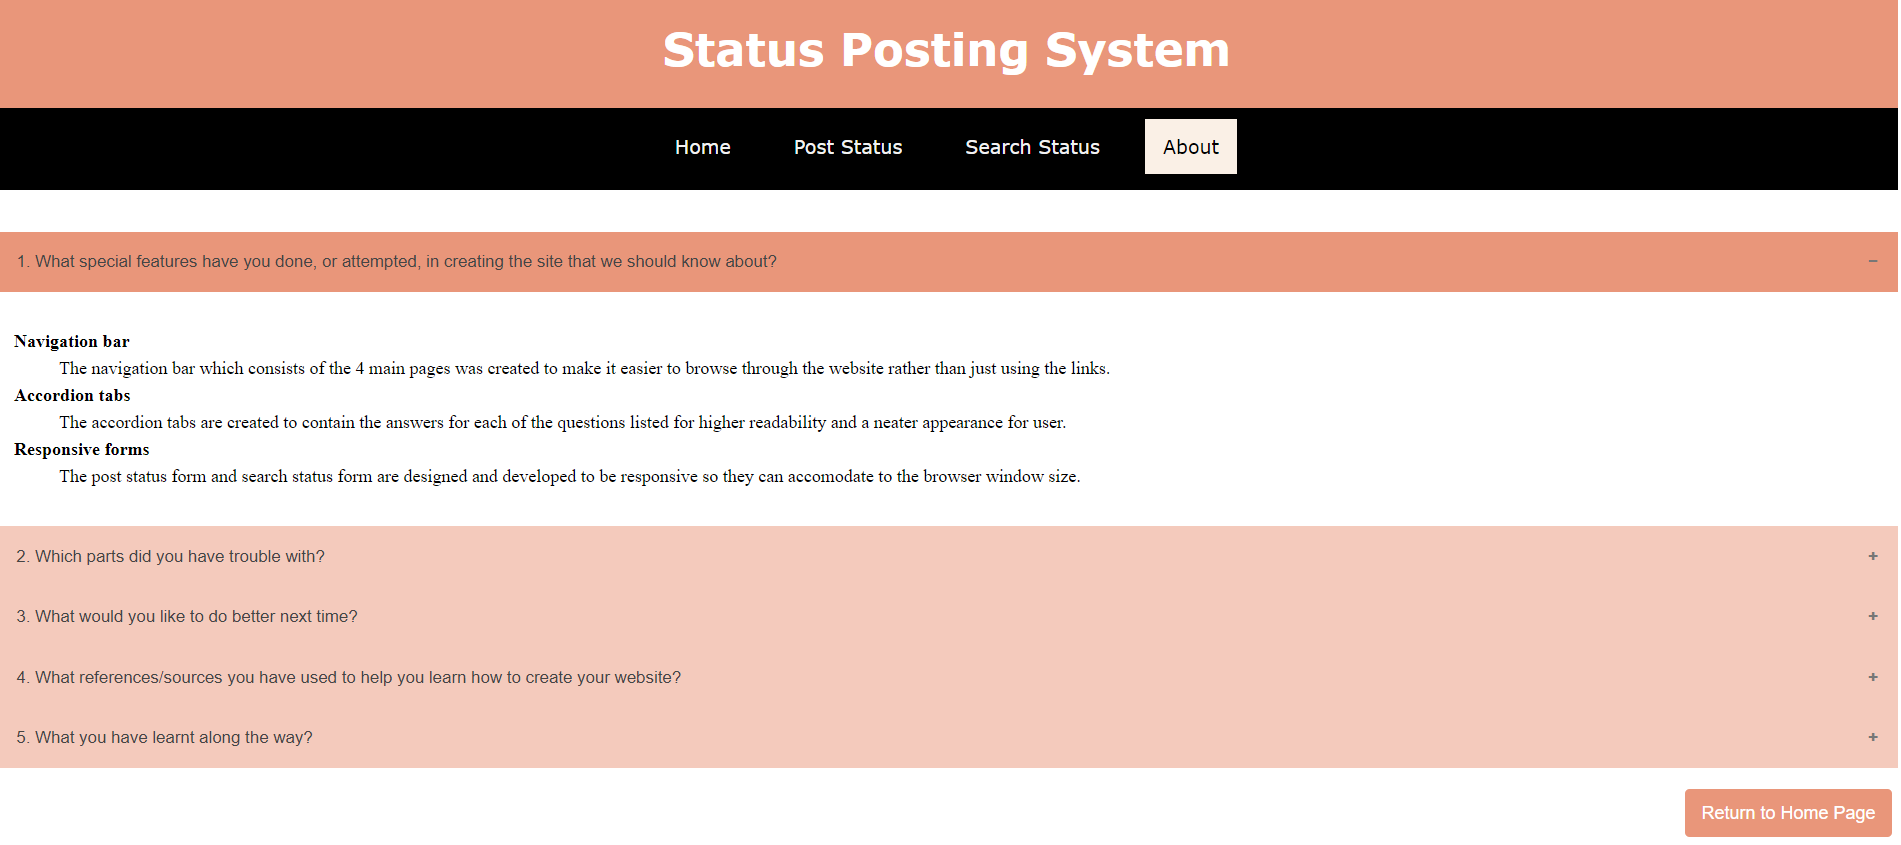 Status Posting System
Home Post Status Search Status About
1. What special features have you done, or attempted, in creating the site that we should know about? −
Navigation bar
The navigation bar which consists of the 4 main pages was created to make it easier to browse through the website rather than just using the links.
Accordion tabs
The accordion tabs are created to contain the answers for each of the questions listed for higher readability and a neater appearance for user.
Responsive forms
The post status form and search status form are designed and developed to be responsive so they can accomodate to the browser window size.
2. Which parts did you have trouble with? +
3. What would you like to do better next time? +
4. What references/sources you have used to help you learn how to create your website? +
5. What you have learnt along the way? +
Return to Home Page